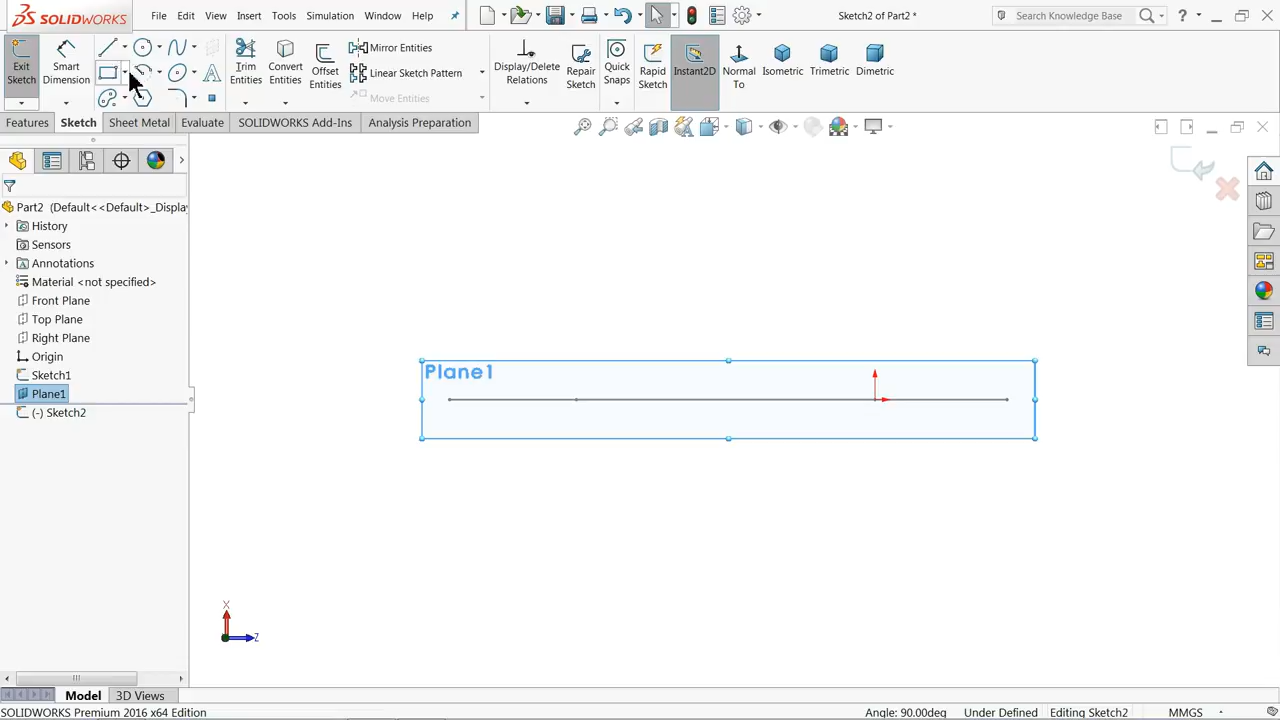 SOLIDWORKS
File Edit View Insert Tools Simulation Window Help
Sketch2 of Part2 *
Search Knowledge Base
?
Exit Sketch
Smart Dimension
Trim Entities
Convert Entities
Offset Entities
Mirror Entities
Linear Sketch Pattern
Move Entities
Display/Delete Relations
Repair Sketch
Quick Snaps
Rapid Sketch
Instant2D
Normal To
Isometric
Trimetric
Dimetric
Features Sketch Sheet Metal Evaluate SOLIDWORKS Add-Ins Analysis Preparation
Part2 (Default<<Default>_Display
History
Sensors
Annotations
Material <not specified>
Front Plane
Top Plane
Right Plane
Origin
Sketch1
Plane1
(-) Sketch2
Plane1
X
Z
Model 3D Views
SOLIDWORKS Premium 2016 x64 Edition
Angle: 90.00deg Under Defined Editing Sketch2 MMGS